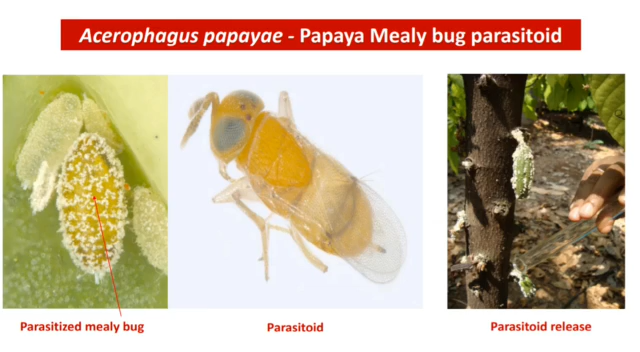 Acerophagus papayae - Papaya Mealy bug parasitoid
Parasitized mealy bug
Parasitoid
Parasitoid release